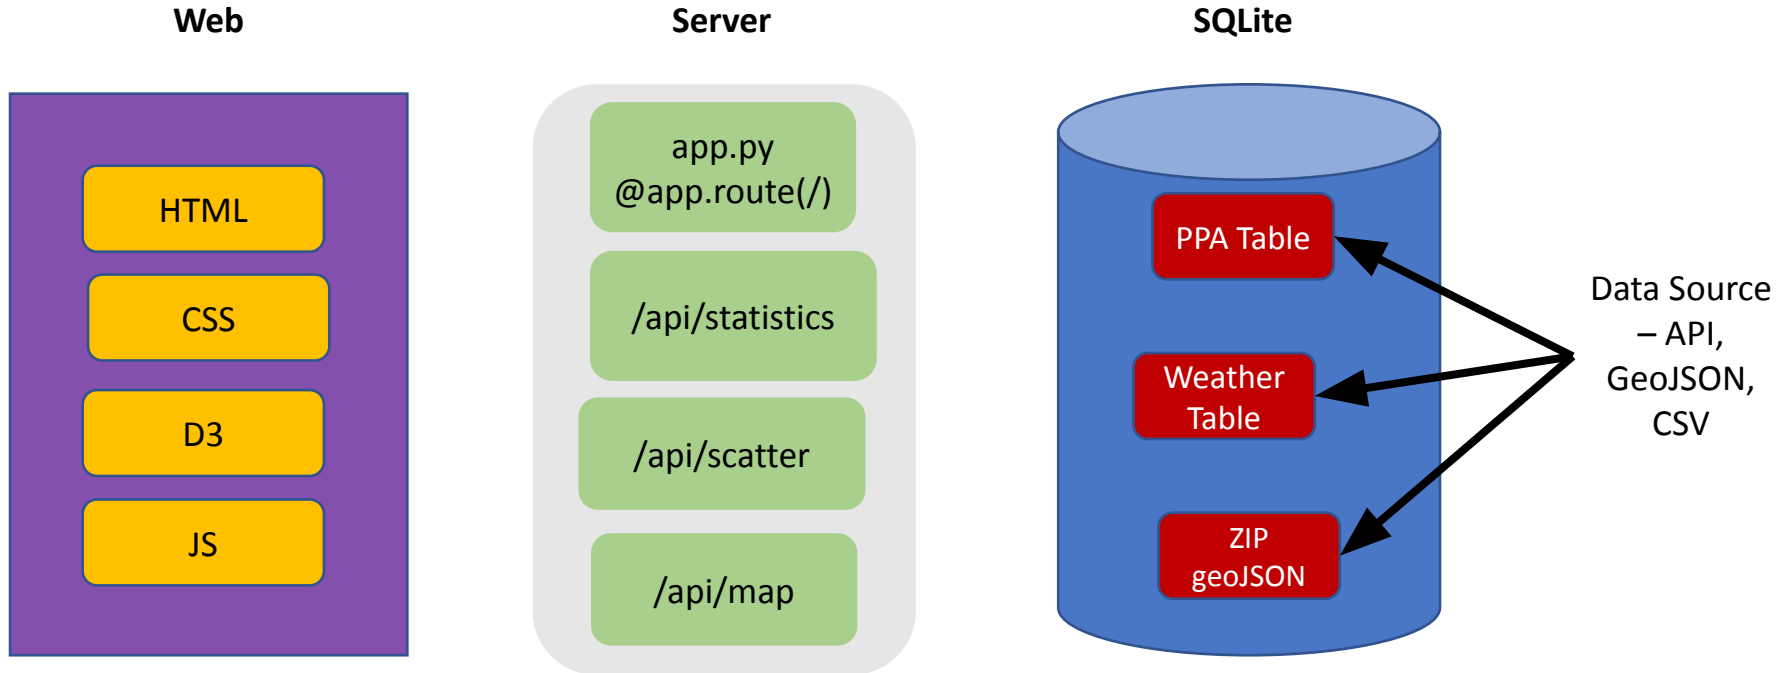 Web
Server
SQLite
HTML
CSS
D3
JS
app.py
@app.route(/)
/api/statistics
/api/scatter
/api/map
PPA Table
Weather
Table
ZIP
geoJSON
Data Source
– API,
GeoJSON,
CSV